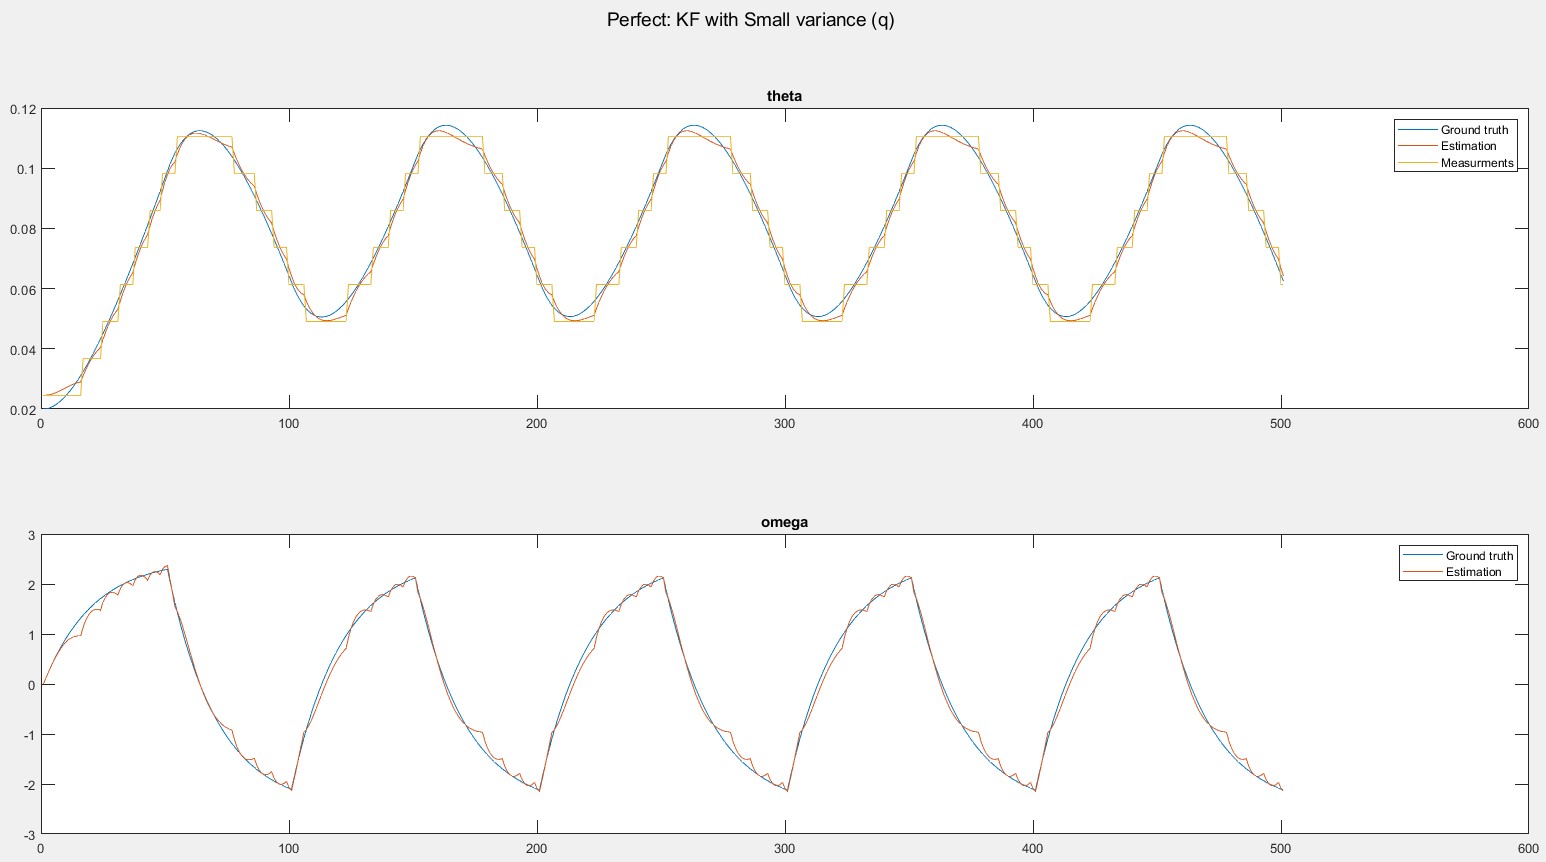 Perfect: KF with Small variance (q)
theta
0.12
0.1
0.08
0.06
0.04
0.02
0 100 200 300 400 500 600
Ground truth
Estimation
Measurments
omega
3
2
1
0
-1
-2
-3
0 100 200 300 400 500 600
Ground truth
Estimation